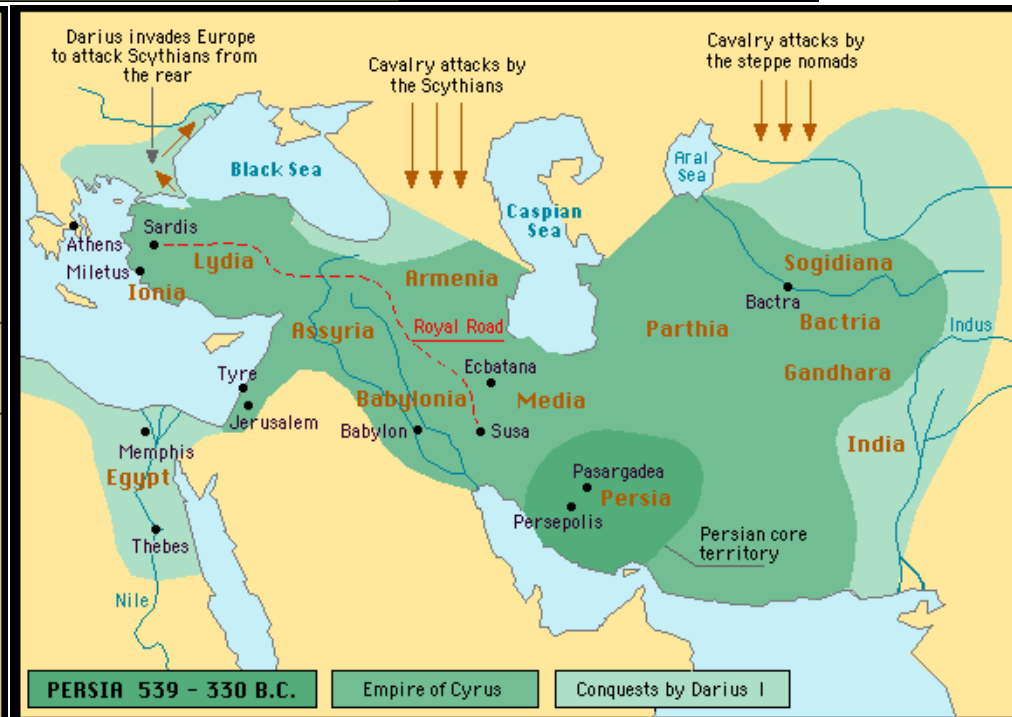 Darius invades Europe
to attack Scythians from
the rear
Cavalry attacks by
the Scythians
Cavalry attacks by
the steppe nomads
Black Sea
Aral
Sea
Caspian
Sea
Athens
Sardis
Miletus
Lydia
Ionia
Armenia
Assyria
Royal Road
Sogidiana
Bactra
Bactria
Parthia
Indus
Gandhara
Ecbatana
Media
Tyre
Jerusalem
Babylonia
Babylon
Susa
India
Memphis
Egypt
Pasargadea
Persia
Persepolis
Persian core
territory
Thebes
Nile
PERSIA 539 - 330 B.C.
Empire of Cyrus
Conquests by Darius I